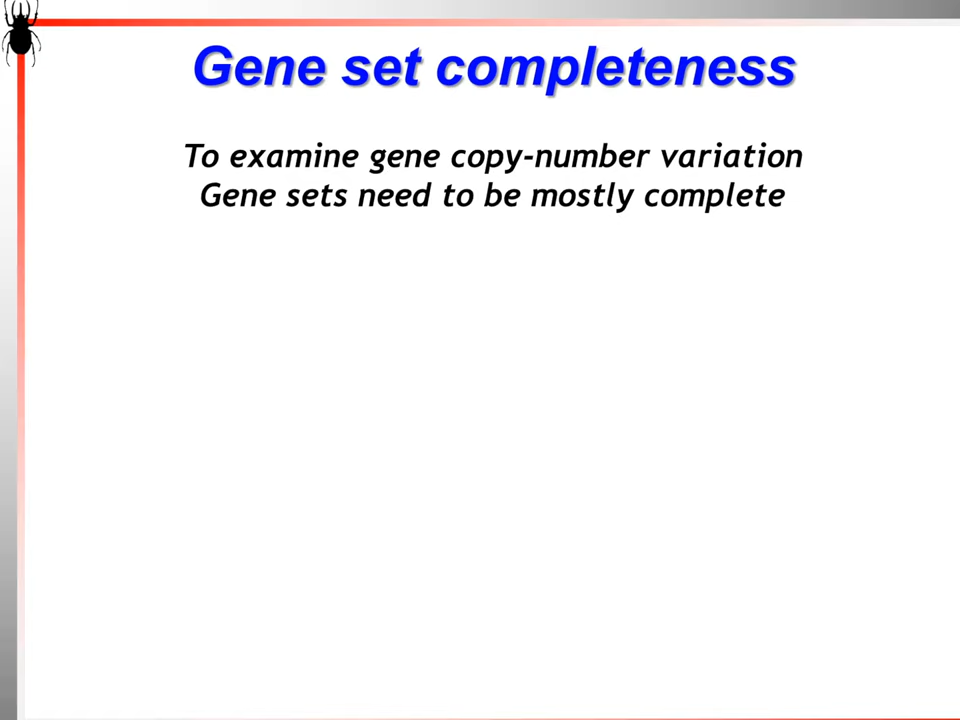 Gene set completeness
To examine gene copy-number variation
Gene sets need to be mostly complete